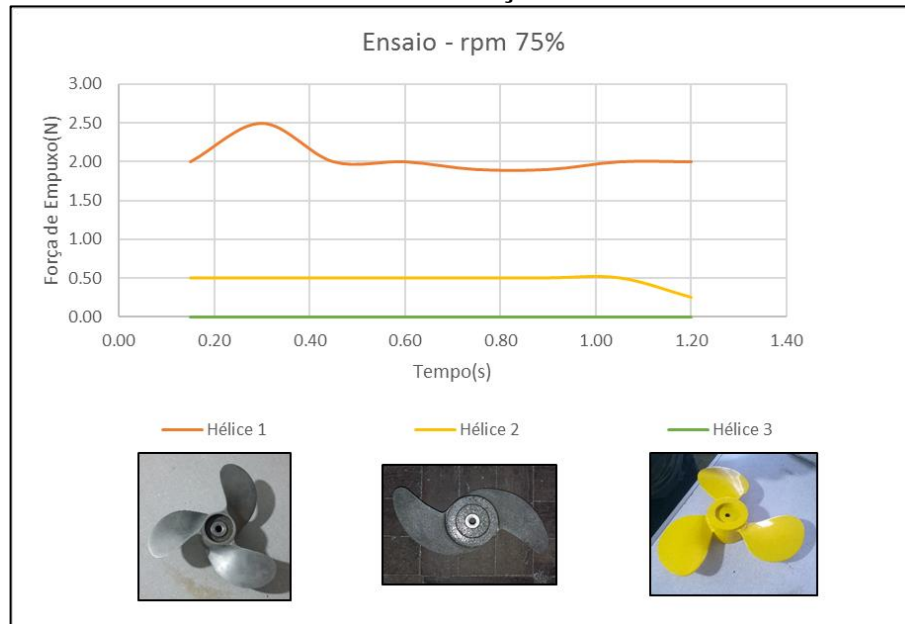 Ensaio - rpm 75%
3.00
2.50
2.00
1.50
1.00
0.50
0.00
Força de Empuxo(N)
0.00 0.20 0.40 0.60 0.80 1.00 1.20 1.40
Tempo(s)
Hélice 1 Hélice 2 Hélice 3